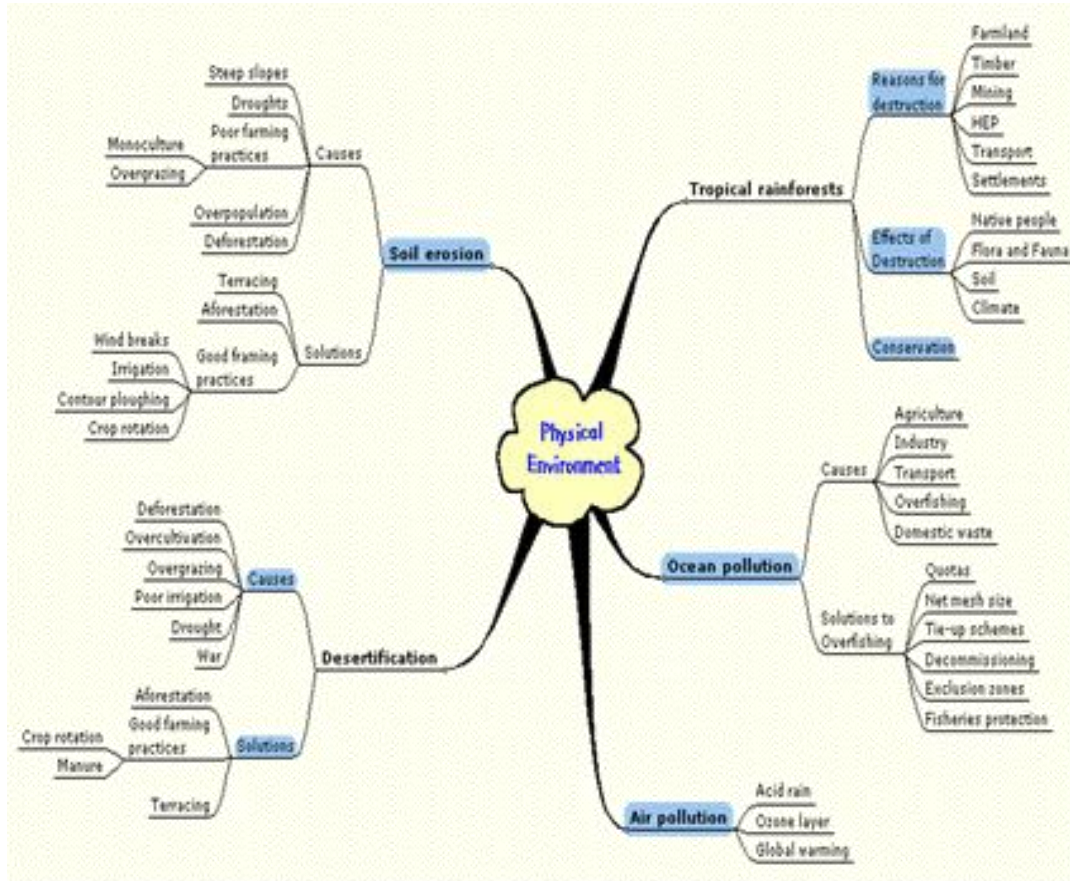 Physical
Environment
Soil erosion
Causes
Steep slopes
Droughts
Poor farming
practices
Monoculture
Overgrazing
Overpopulation
Deforestation
Solutions
Terracing
Aforestation
Good framing
practices
Wind breaks
Irrigation
Contour ploughing
Crop rotation
Desertification
Causes
Deforestation
Overcultivation
Overgrazing
Poor irrigation
Drought
War
Solutions
Aforestation
Good farming
practices
Crop rotation
Manure
Terracing
Tropical rainforests
Reasons for
destruction
Farmland
Timber
Mining
HEP
Transport
Settlements
Effects of
Destruction
Native people
Flora and Fauna
Soil
Climate
Conservation
Ocean pollution
Causes
Agriculture
Industry
Transport
Overfishing
Domestic waste
Solutions to
Overfishing
Quotas
Net mesh size
Tie-up schemes
Decommissioning
Exclusion zones
Fisheries protection
Air pollution
Acid rain
Ozone layer
Global warming